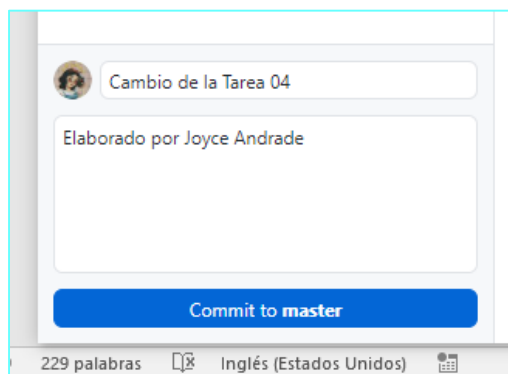 Cambio de la Tarea 04
Elaborado por Joyce Andrade
Commit to master
229 palabras Inglés (Estados Unidos)